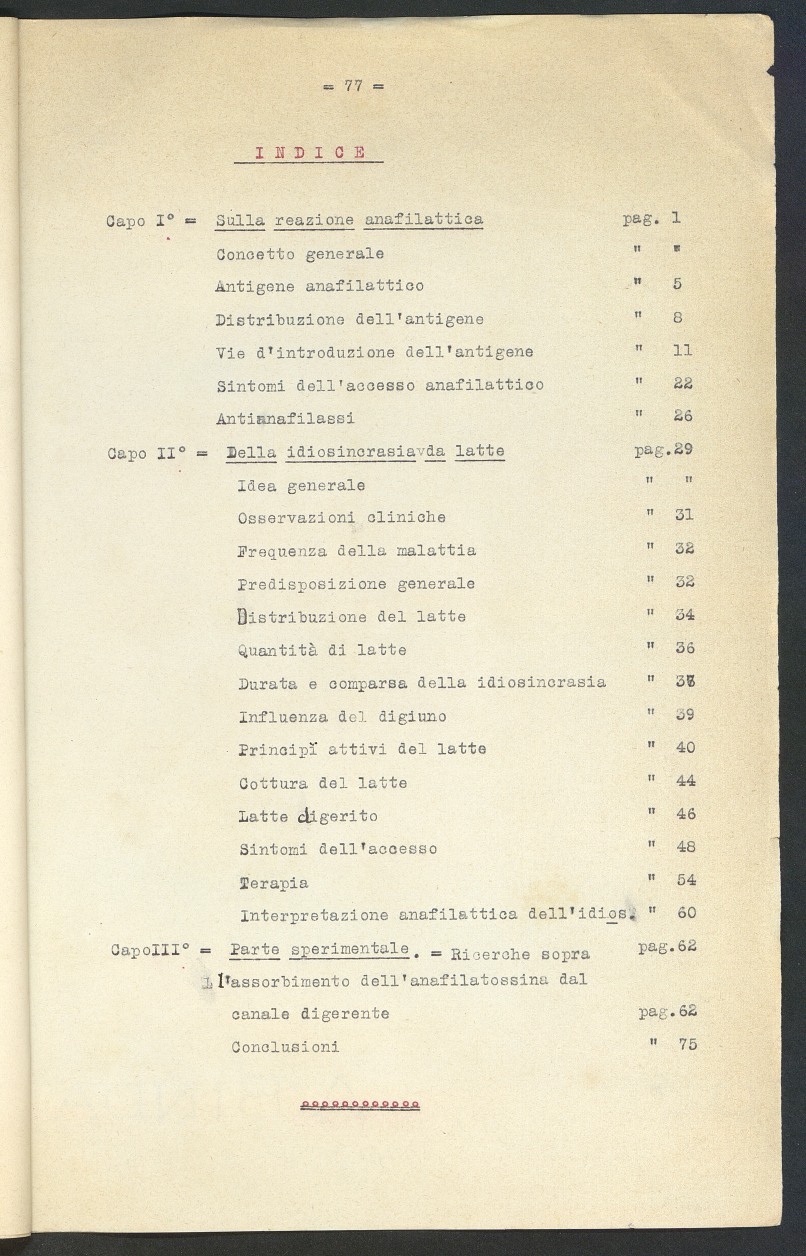 = 77 =
I N D I C E
Capo I° = Sulla reazione anafilattica pag. 1
Concetto generale " "
Antigene anafilattico " 5
Distribuzione dell'antigene " 8
Vie d'introduzione dell'antigene " 11
Sintomi dell'accesso anafilattico " 22
Antianafilassi " 26
Capo II° = Della idiosincrasia da latte pag.29
Idea generale " "
Osservazioni cliniche " 31
Frequenza della malattia " 32
Predisposizione generale " 32
Distribuzione del latte " 34
Quantità di latte " 36
Durata e comparsa della idiosincrasia "
Influenza del digiuno " 39
Principî attivi del latte " 40
Cottura del latte " 44
Latte digerito " 46
Sintomi dell'accesso " 48
Terapia " 54
Interpretazione anafilattica dell'idios. " 60
CapoIII° = Parte sperimentale. = Ricerche sopra pag.62
l'assorbimento dell'anafilatossina dal
canale digerente pag.62
Conclusioni " 75
°°°°°°°°°°°°